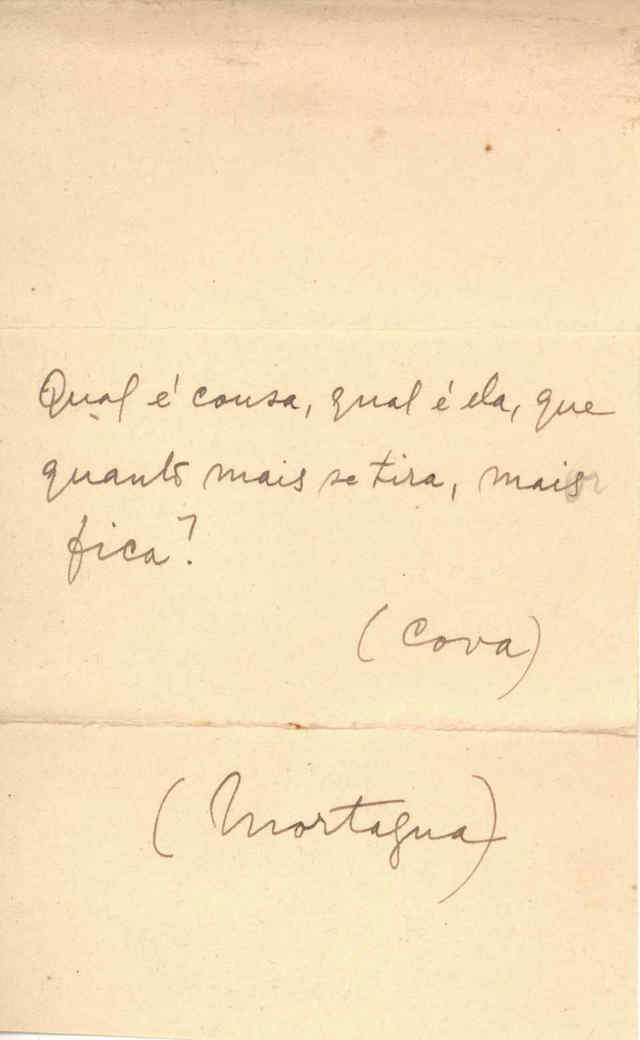 Qual é cousa, qual é ela, que
quanto mais se tira, mais
fica?
(Cova)
(Mortagua)